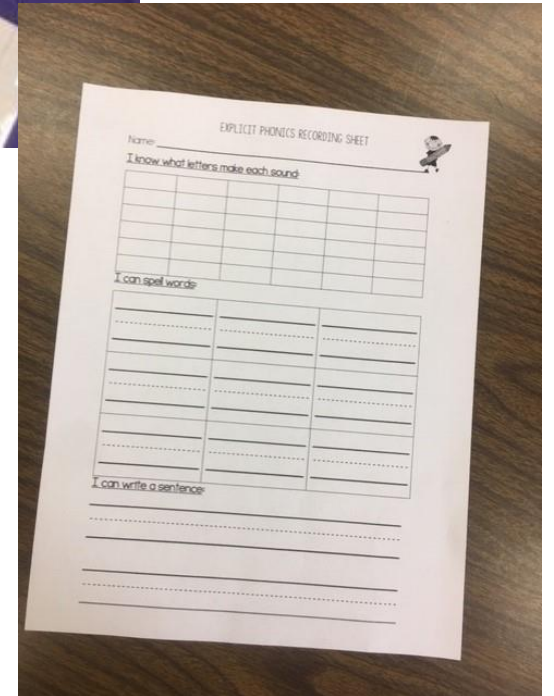 EXPLICIT PHONICS RECORDING SHEET
Name:
I know what letters make each sound:
I can spell words:
I can write a sentence: